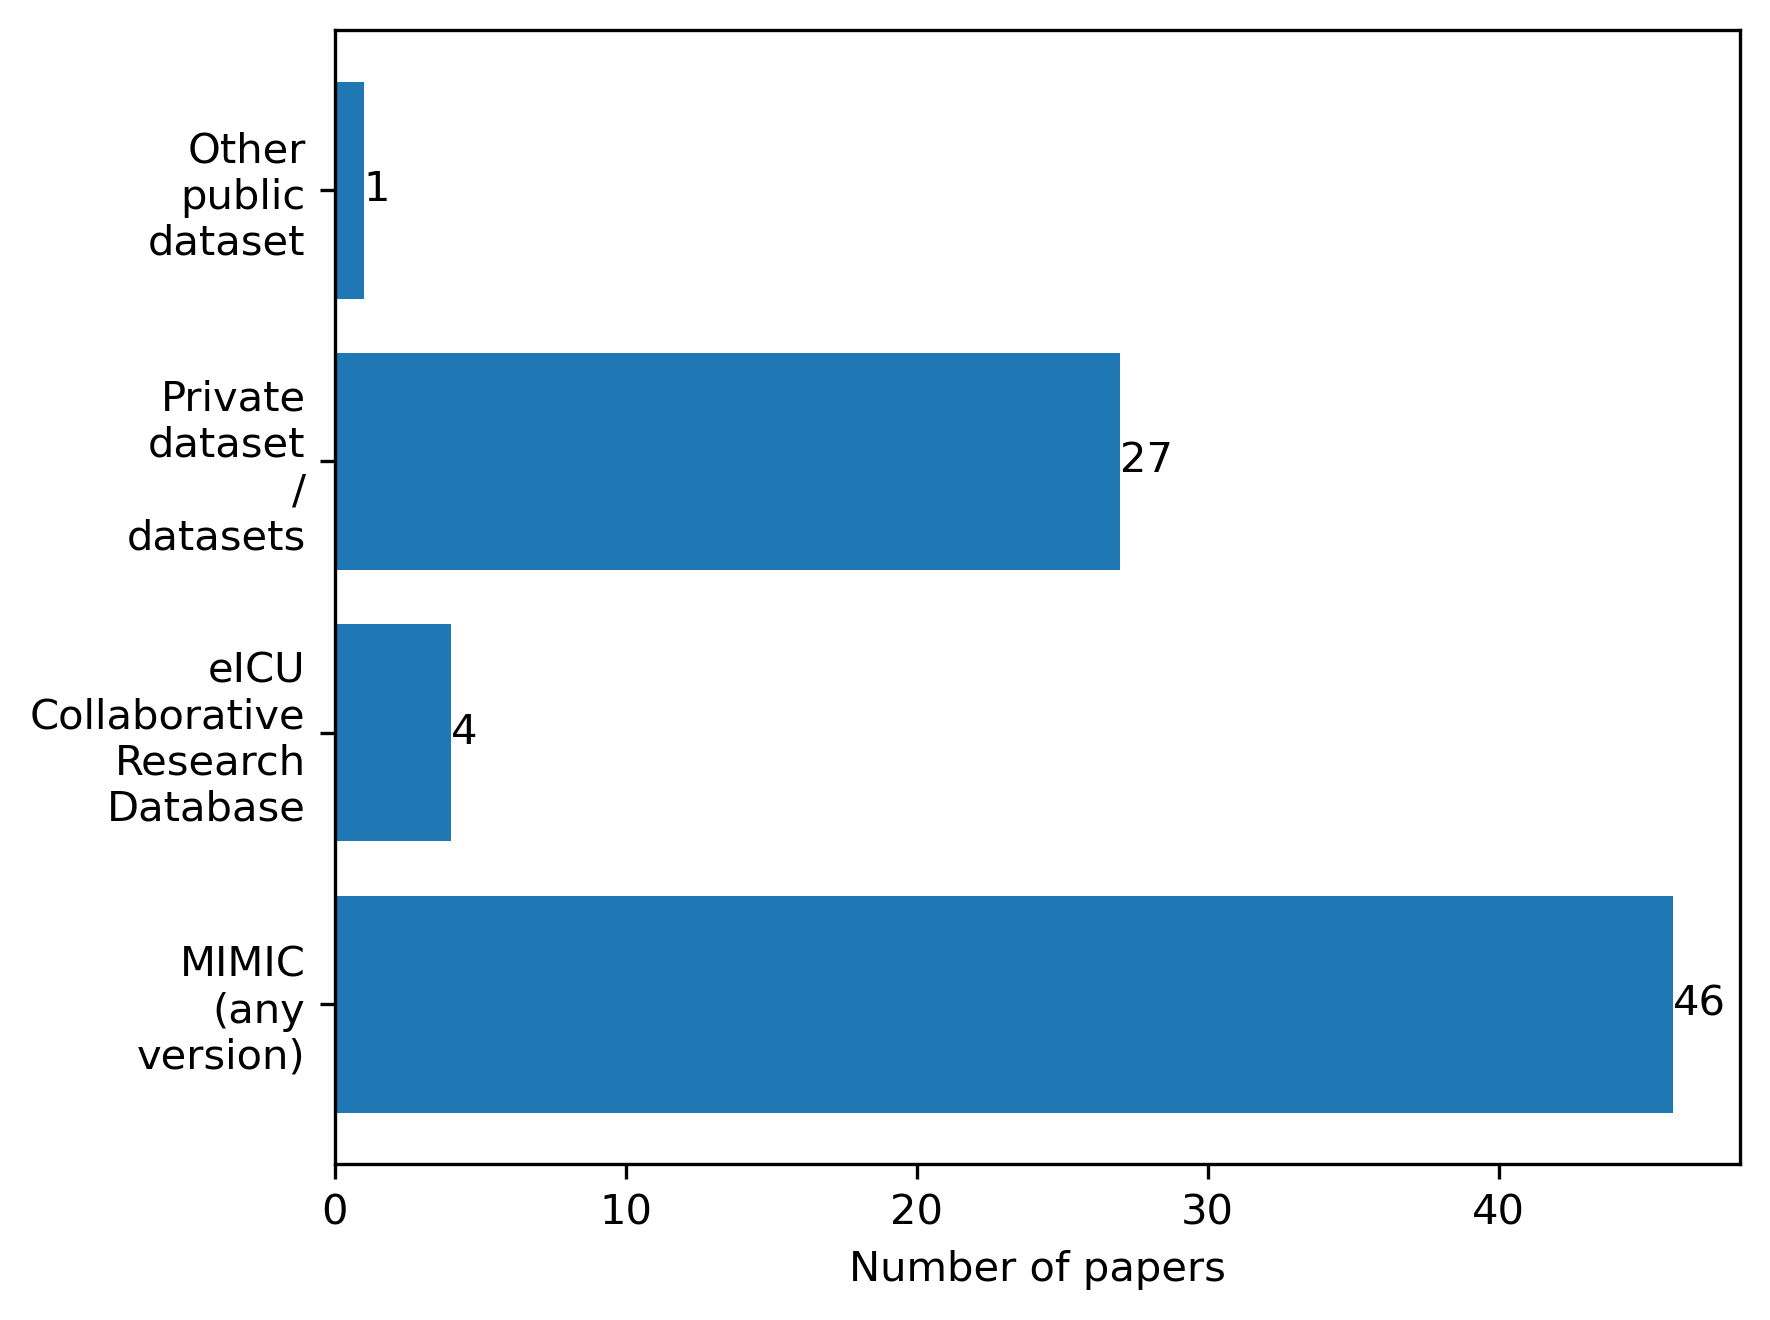 Other
public
dataset
1
Private
dataset
/
datasets
27
eICU
Collaborative
Research
Database
4
MIMIC
(any
version)
46
0 10 20 30 40
Number of papers